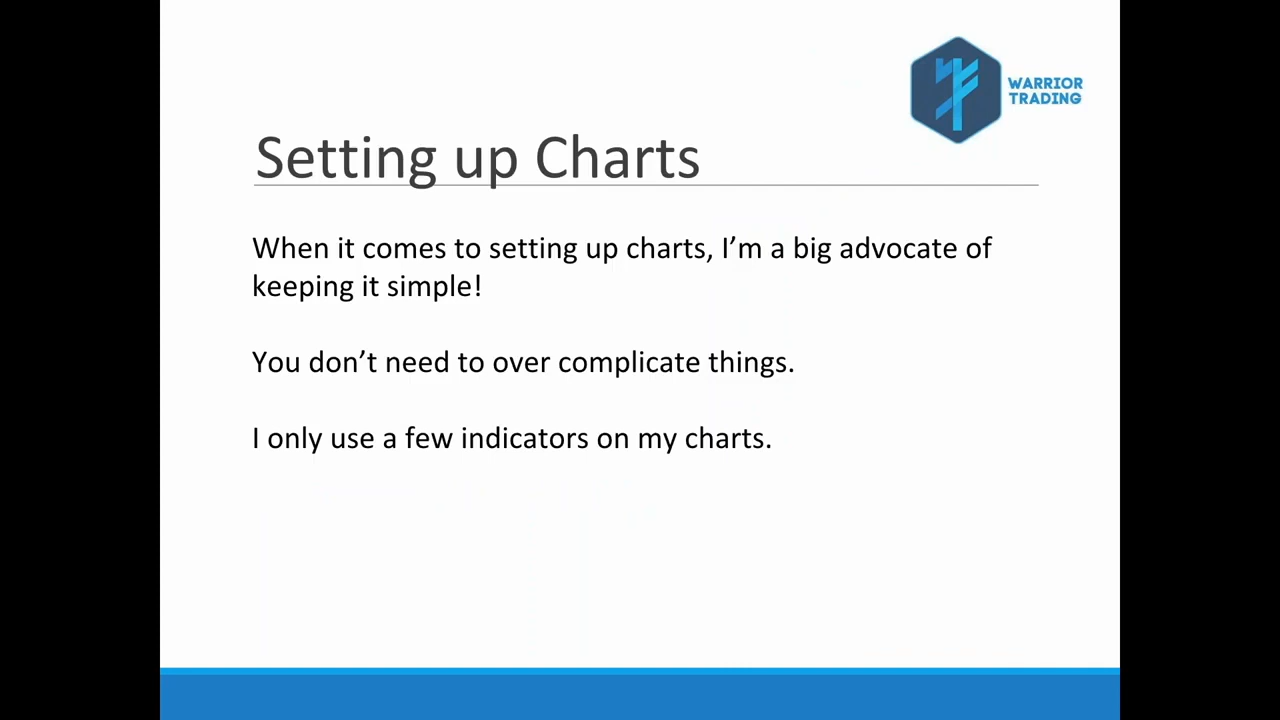 WARRIOR
TRADING
Setting up Charts
When it comes to setting up charts, I’m a big advocate of
keeping it simple!
You don’t need to over complicate things.
I only use a few indicators on my charts.